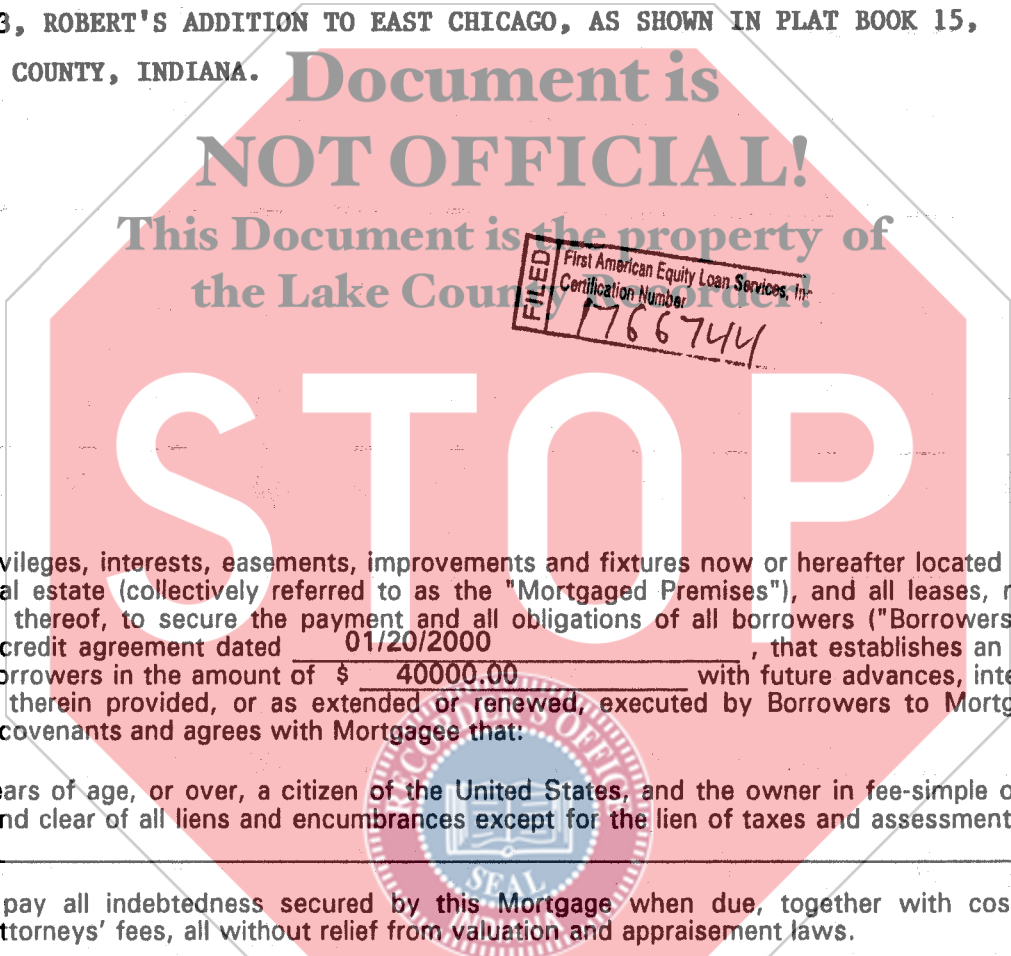 3, ROBERT'S ADDITION TO EAST CHICAGO, AS SHOWN IN PLAT BOOK 15,
COUNTY, INDIANA.
Document is
NOT OFFICIAL!
This Document is the property of
the Lake County Recorder!
FILED
First American Equity Loan Services, Inc
Certification Number
1766744
STOP
vileges, interests, easements, improvements and fixtures now or hereafter located
al estate (collectively referred to as the "Mortgaged Premises"), and all leases, r
thereof, to secure the payment and all obligations of all borrowers ("Borrowers
credit agreement dated 01/20/2000 , that establishes an
orrowers in the amount of $ 40000.00 with future advances, inte
therein provided, or as extended or renewed, executed by Borrowers to Mortg
covenants and agrees with Mortgagee that:
ears of age, or over, a citizen of the United States, and the owner in fee-simple o
nd clear of all liens and encumbrances except for the lien of taxes and assessment
RECORDER'S OFFICE
SEAL
INDIANA
pay all indebtedness secured by this Mortgage when due, together with cos
ttorneys' fees, all without relief from valuation and appraisement laws.